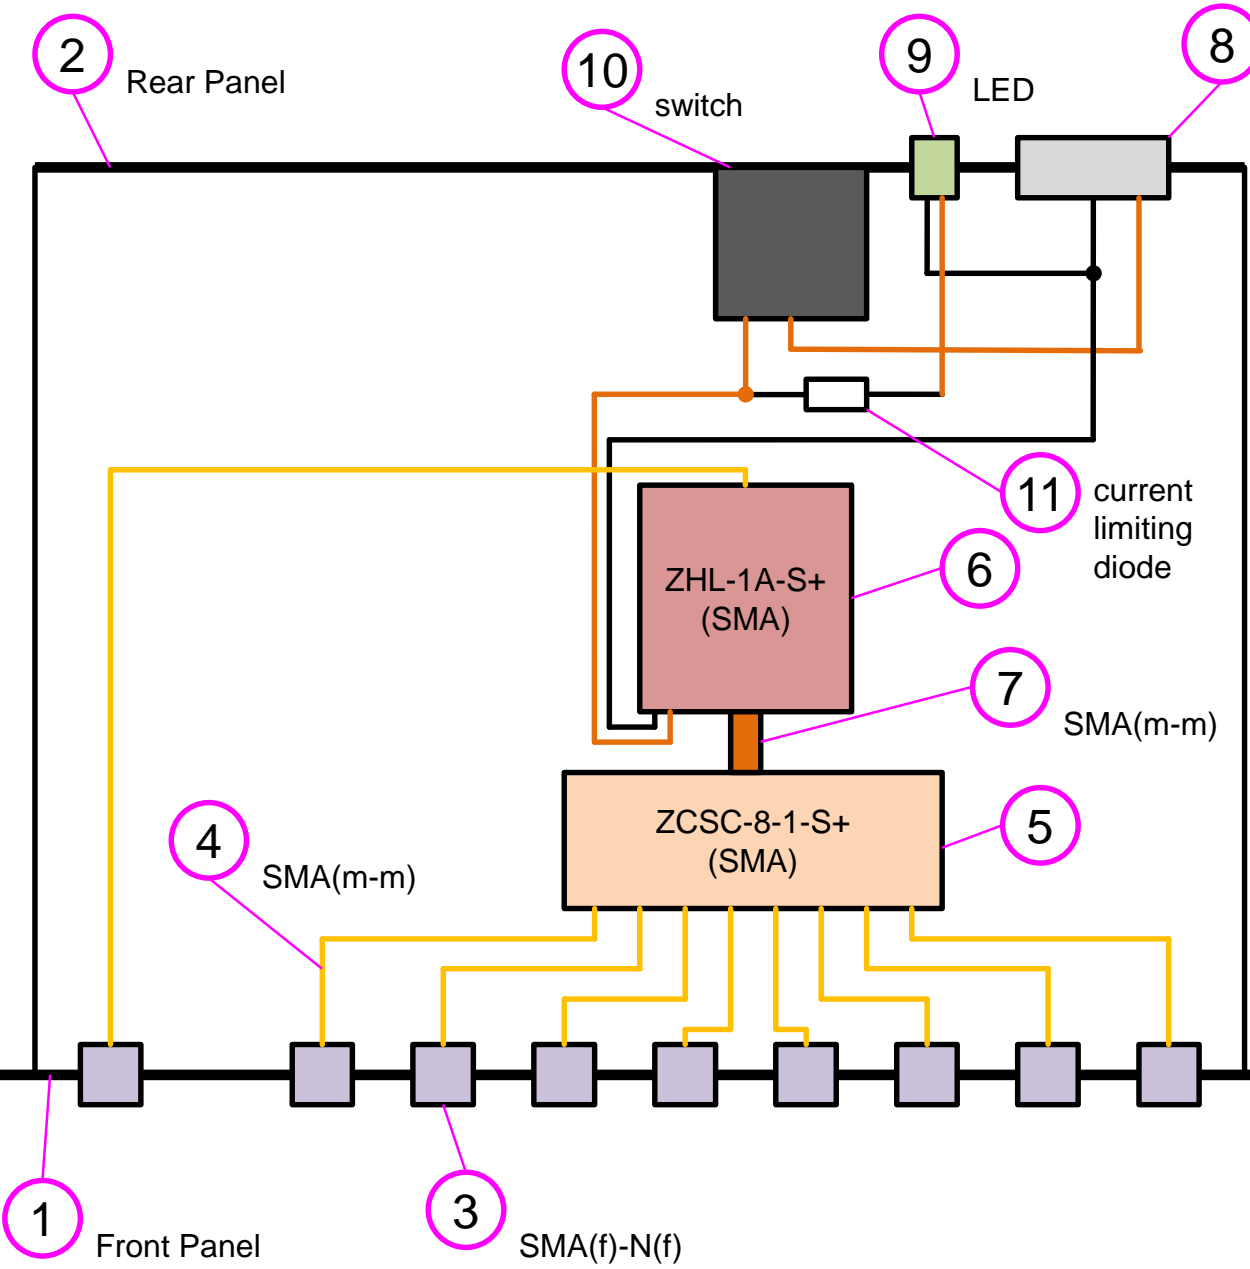 2
Rear Panel
10
switch
9
LED
8
11
current
limiting
diode
ZHL-1A-S+
(SMA)
6
7
SMA(m-m)
ZCSC-8-1-S+
(SMA)
5
4
SMA(m-m)
1
Front Panel
3
SMA(f)-N(f)